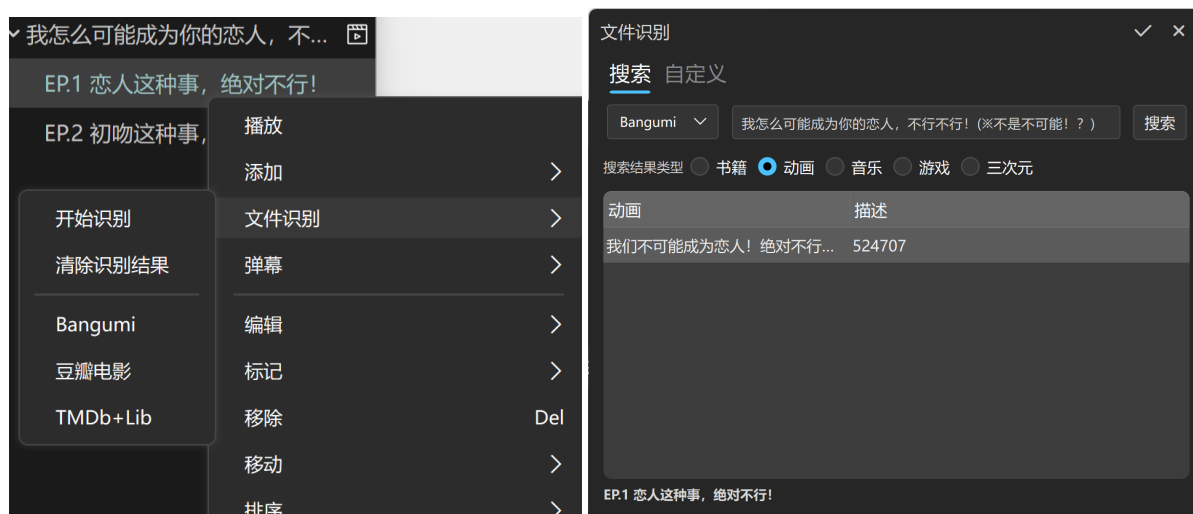 我怎么可能成为你的恋人，不...
EP.1 恋人这种事，绝对不行！
EP.2 初吻这种事，
播放
添加
文件识别
弹幕
编辑
标记
移除 Del
移动
排序
开始识别
清除识别结果
Bangumi
豆瓣电影
TMDb+Lib
文件识别
搜索 自定义
Bangumi 我怎么可能成为你的恋人，不行不行！(※不是不可能！？) 搜索
搜索结果类型 书籍 动画 音乐 游戏 三次元
动画 描述
我们不可能成为恋人！绝对不行... 524707
EP.1 恋人这种事，绝对不行！